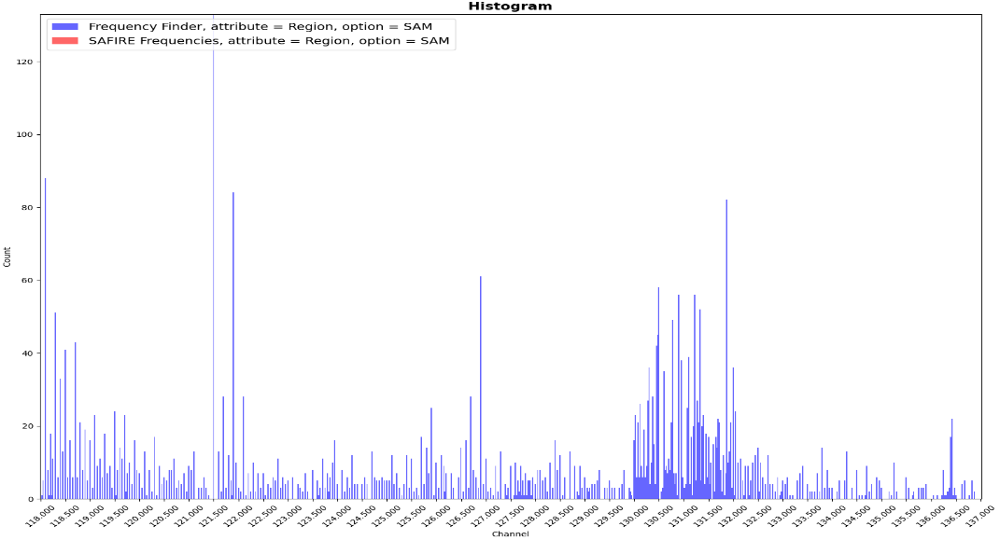 Histogram
Frequency Finder, attribute = Region, option = SAM
SAFIRE Frequencies, attribute = Region, option = SAM
120
100
80
60
40
20
0
Count
118.000 118.500 119.000 119.500 120.000 120.500 121.000 121.500 122.000 122.500 123.000 123.500 124.000 124.500 125.000 125.500 126.000 126.500 127.000 127.500 128.000 128.500 129.000 129.500 130.000 130.500 131.000 131.500 132.000 132.500 133.000 133.500 134.000 134.500 135.000 135.500 136.000 136.500 137.000
Channel